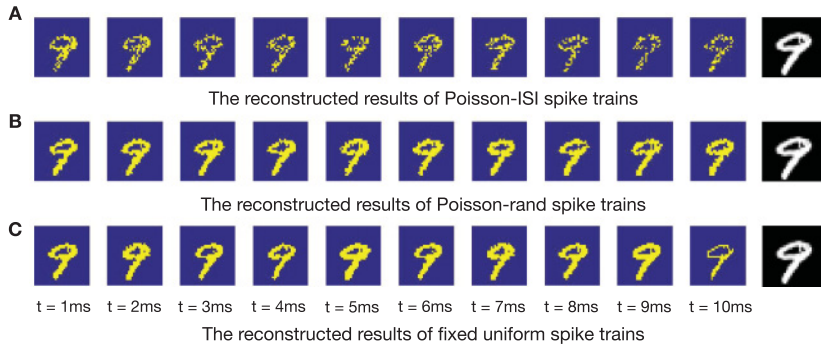 A
The reconstructed results of Poisson-ISI spike trains
B
The reconstructed results of Poisson-rand spike trains
C
t = 1ms t = 2ms t = 3ms t = 4ms t = 5ms t = 6ms t = 7ms t = 8ms t = 9ms t = 10ms
The reconstructed results of fixed uniform spike trains